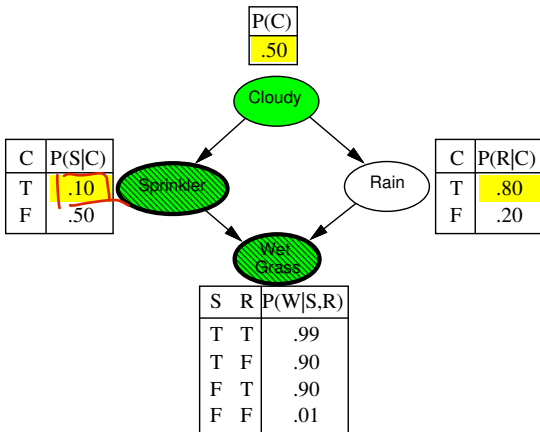 P(C)
.50
Cloudy
C P(S|C)
T .10
F .50
Sprinkler
Rain
C P(R|C)
T .80
F .20
Wet
Grass
S R P(W|S,R)
T T .99
T F .90
F T .90
F F .01